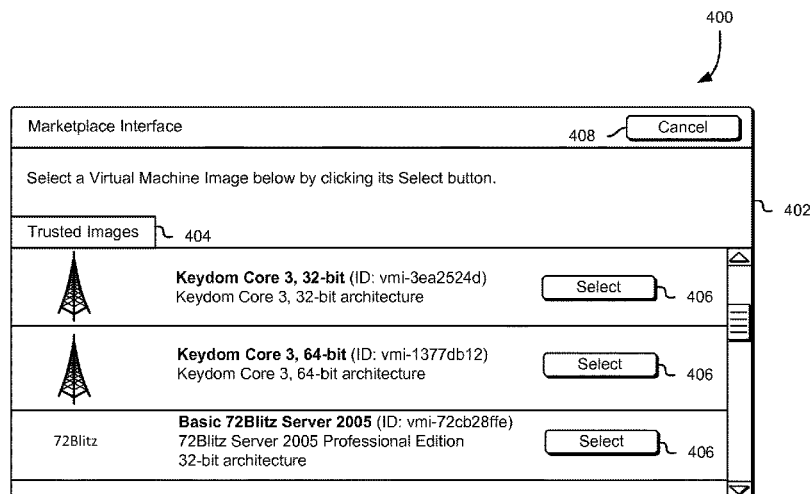 400
Marketplace Interface
408
Cancel
Select a Virtual Machine Image below by clicking its Select button.
402
Trusted Images
404
Keydom Core 3, 32-bit (ID: vmi-3ea2524d)
Keydom Core 3, 32-bit architecture
Select
406
Keydom Core 3, 64-bit (ID: vmi-1377db12)
Keydom Core 3, 64-bit architecture
Select
406
72Blitz
Basic 72Blitz Server 2005 (ID: vmi-72cb28ffe)
72Blitz Server 2005 Professional Edition
32-bit architecture
Select
406